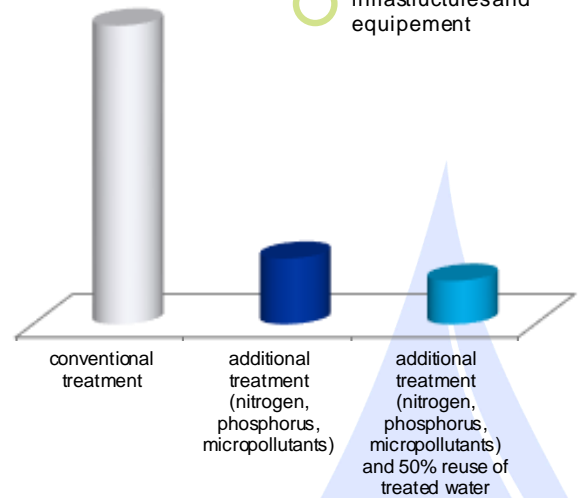 equipement
conventional
treatment
additional
treatment
(nitrogen,
phosphorus,
micropollutants)
additional
treatment
(nitrogen,
phosphorus,
micropollutants)
and 50% reuse of
treated water